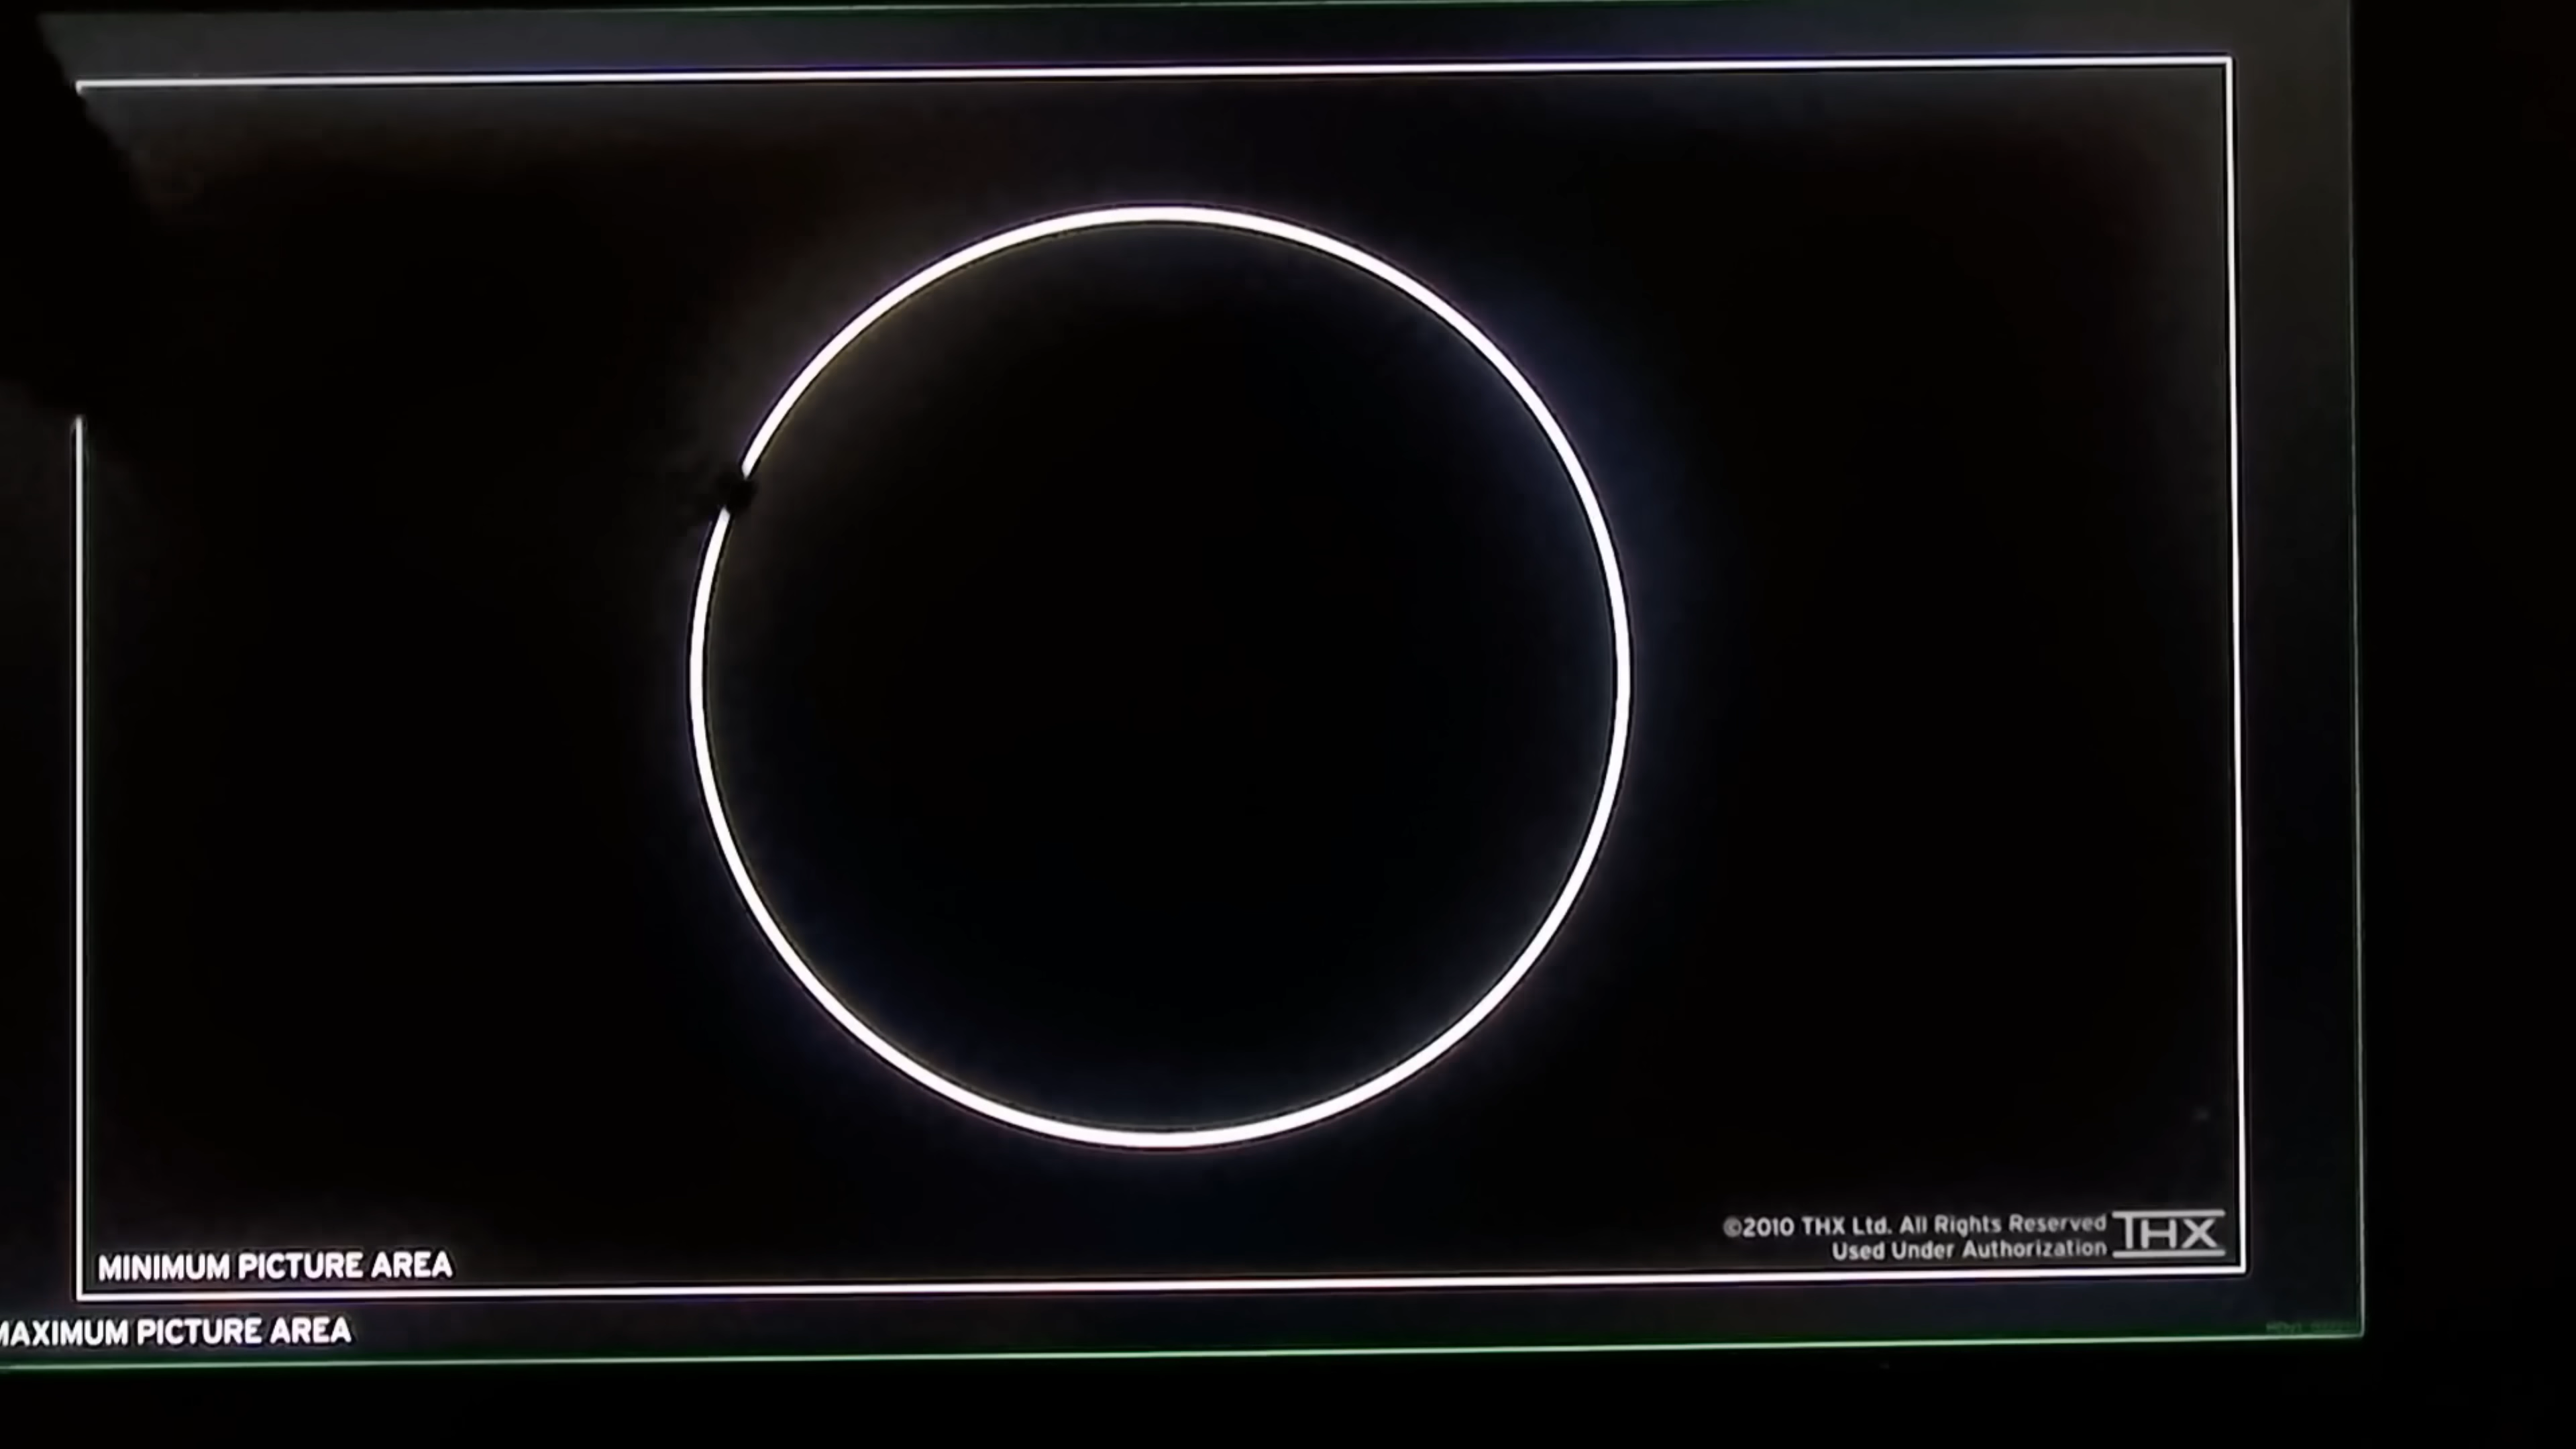 ©2010 THX Ltd. All Rights Reserved
Used Under Authorization
THX
MINIMUM PICTURE AREA
MAXIMUM PICTURE AREA